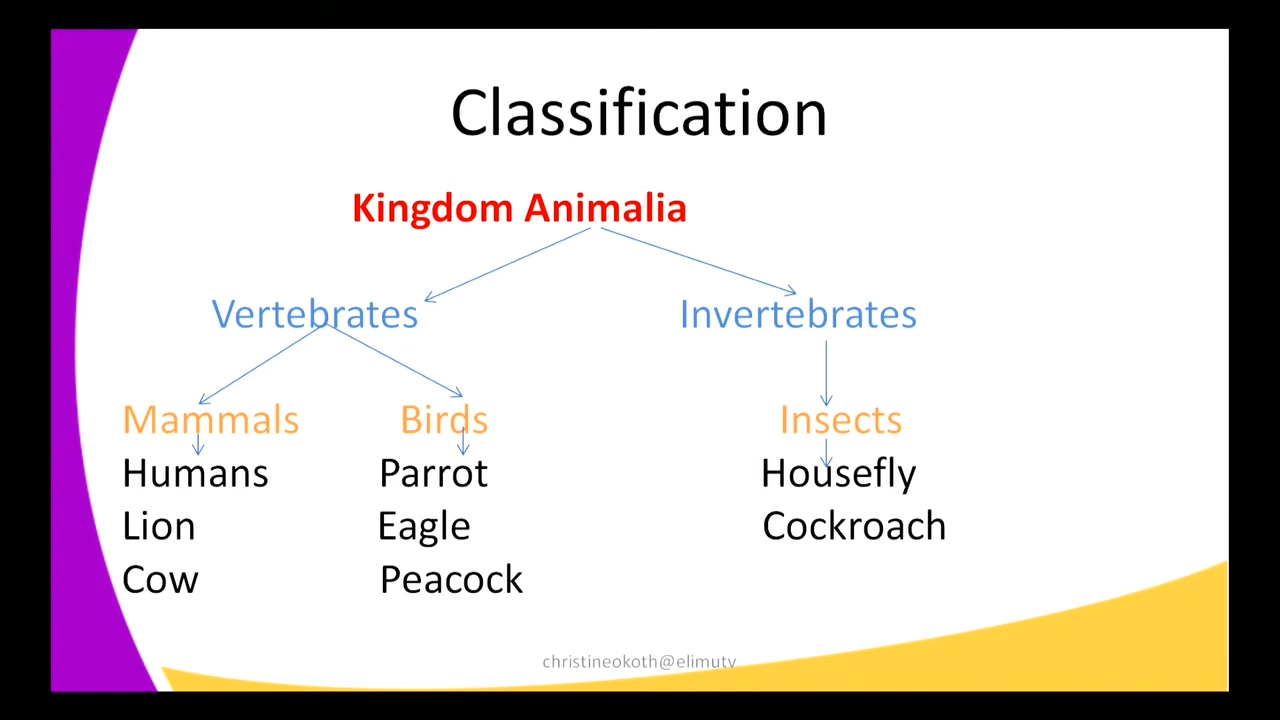 Classification
Kingdom Animalia
Vertebrates Invertebrates
Mammals Birds Insects
Humans Parrot Housefly
Lion Eagle Cockroach
Cow Peacock
christineokoth@elimutv